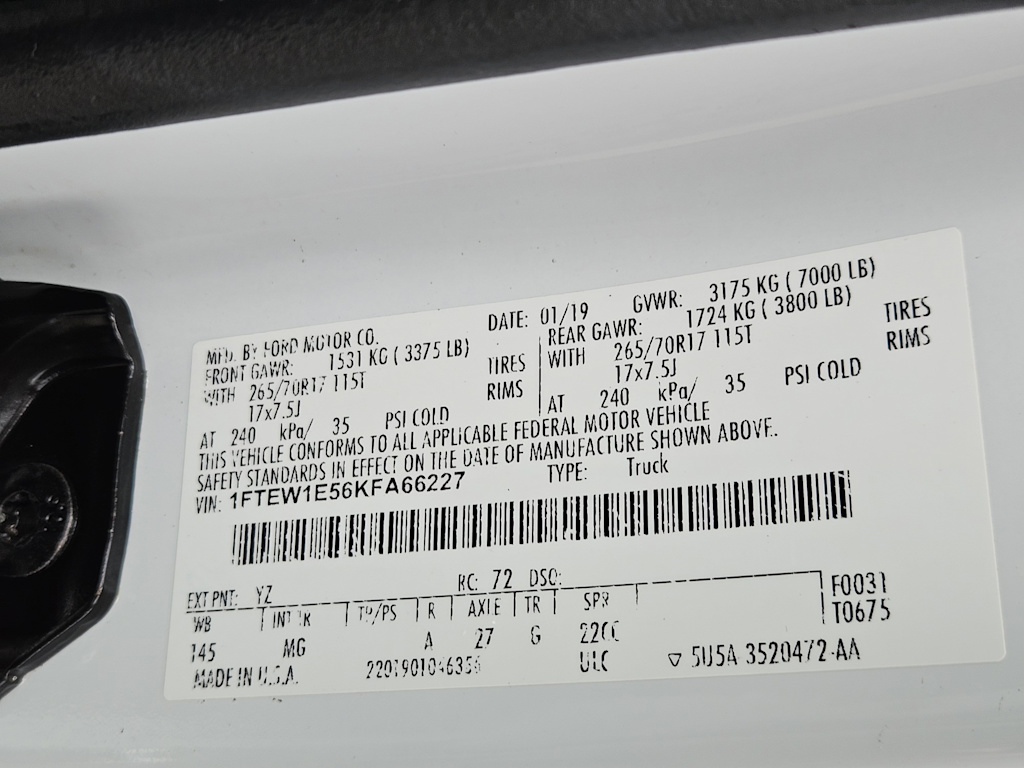 MFD. BY FORD MOTOR CO. DATE: 01/19 GVWR: 3175 KG ( 7000 LB)
FRONT GAWR: 1531 KG ( 3375 LB) REAR GAWR: 1724 KG ( 3800 LB)
WITH 265/70R17 115T TIRES WITH 265/70R17 115T TIRES
17x7.5J RIMS 17x7.5J RIMS
AT 240 kPa/ 35 PSI COLD AT 240 kPa/ 35 PSI COLD
THIS VEHICLE CONFORMS TO ALL APPLICABLE FEDERAL MOTOR VEHICLE
SAFETY STANDARDS IN EFFECT ON THE DATE OF MANUFACTURE SHOWN ABOVE.
VIN: 1FTEW1E56KFA66227 TYPE: Truck
EXT PNT: YZ RC: 72 DSO: F0031
WB INT TR TP/PS R AXLE TR SPR T0675
145 MG A 27 G 22CC
MADE IN U.S.A. ULC ▽ 5U5A 3520472-AA